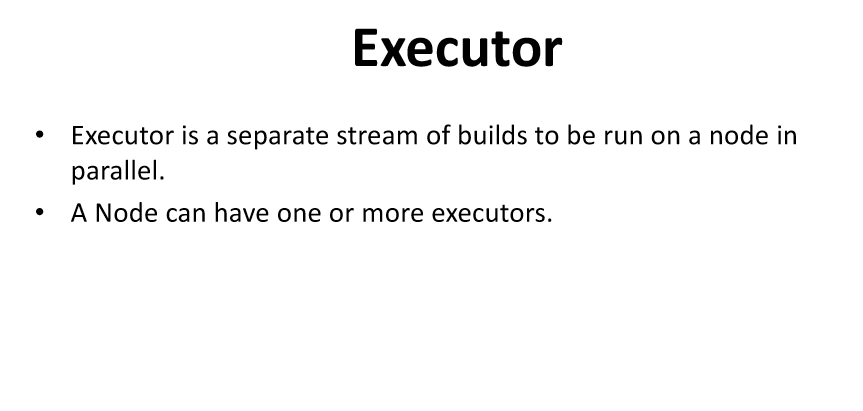 Executor
• Executor is a separate stream of builds to be run on a node in
parallel.
• A Node can have one or more executors.